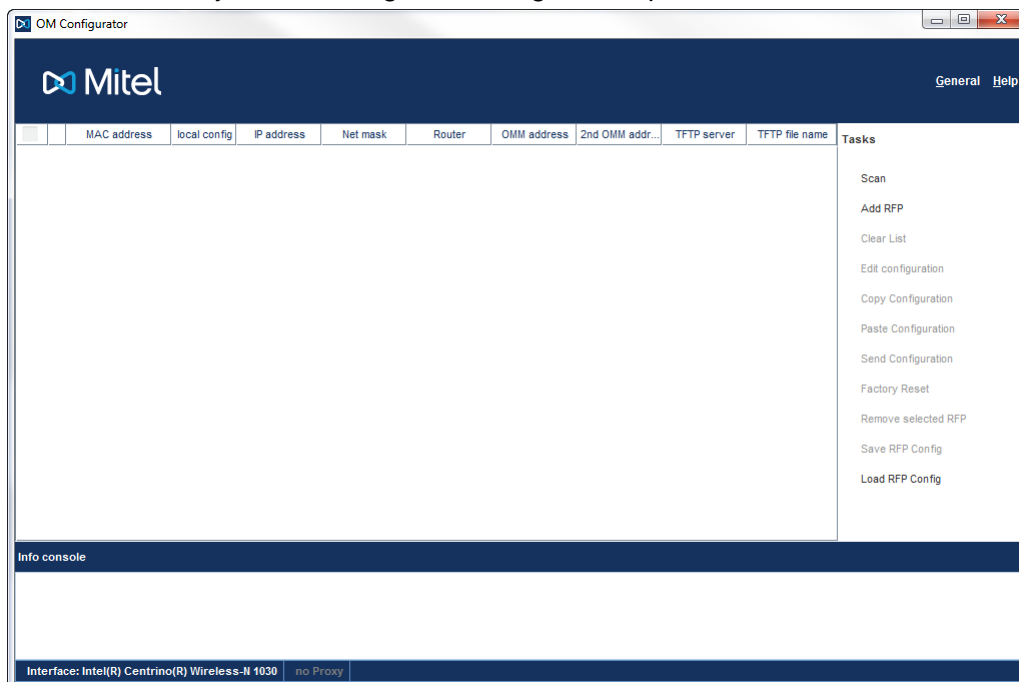 OM Configurator
Mitel
General Help
MAC address local config IP address Net mask Router OMM address 2nd OMM addr... TFTP server TFTP file name
Tasks
Scan
Add RFP
Clear List
Edit configuration
Copy Configuration
Paste Configuration
Send Configuration
Factory Reset
Remove selected RFP
Save RFP Config
Load RFP Config
Info console
Interface: Intel(R) Centrino(R) Wireless-N 1030 no Proxy